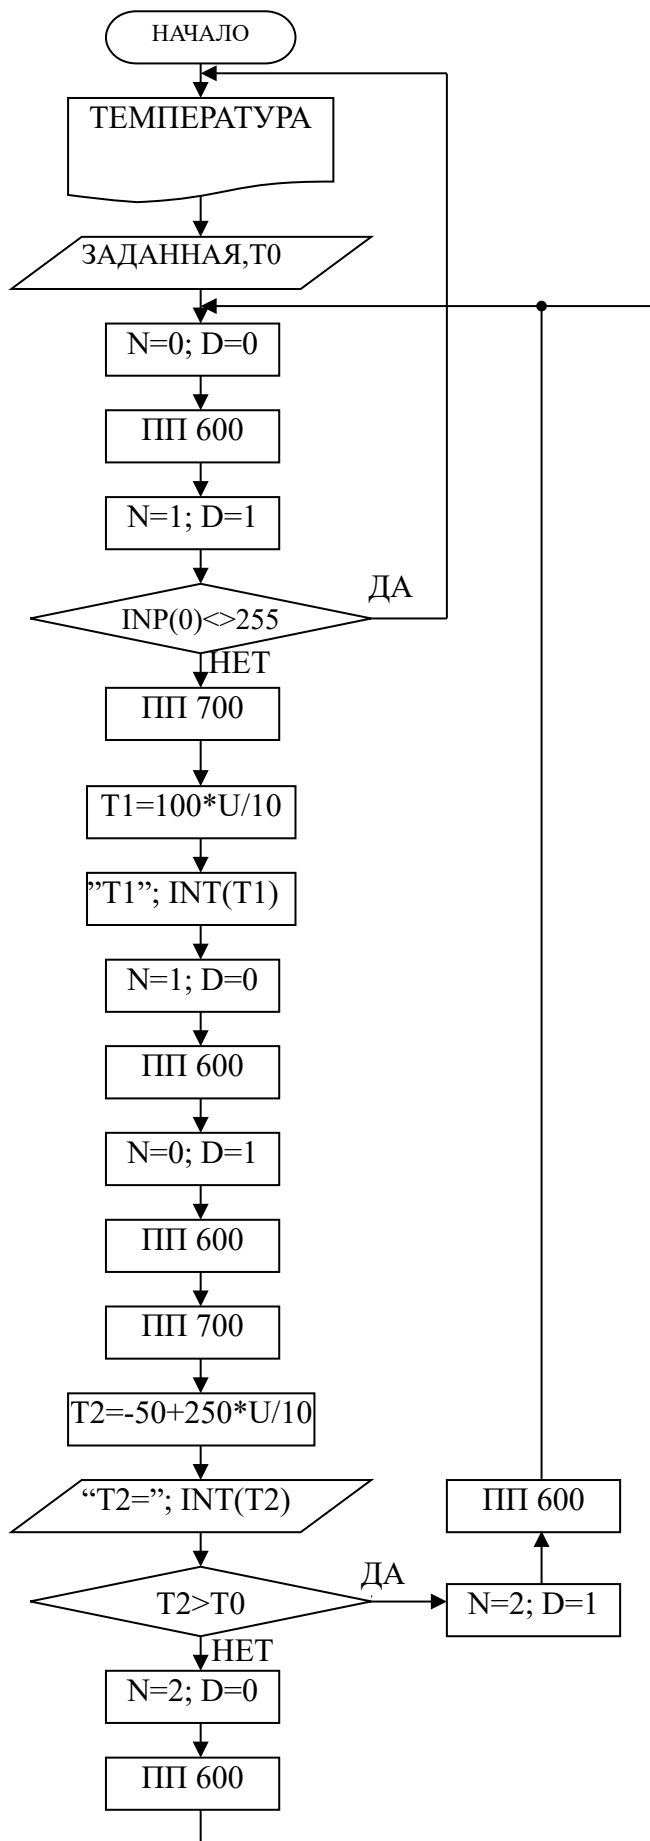 НАЧАЛО
ТЕМПЕРАТУРА
ЗАДАННАЯ,T0
N=0; D=0
ПП 600
N=1; D=1
ДА
INP(0)<>255
НЕТ
ПП 700
T1=100*U/10
”T1”; INT(T1)
N=1; D=0
ПП 600
N=0; D=1
ПП 600
ПП 700
T2=-50+250*U/10
“T2=”; INT(T2)
ПП 600
ДА
T2>T0
N=2; D=1
НЕТ
N=2; D=0
ПП 600